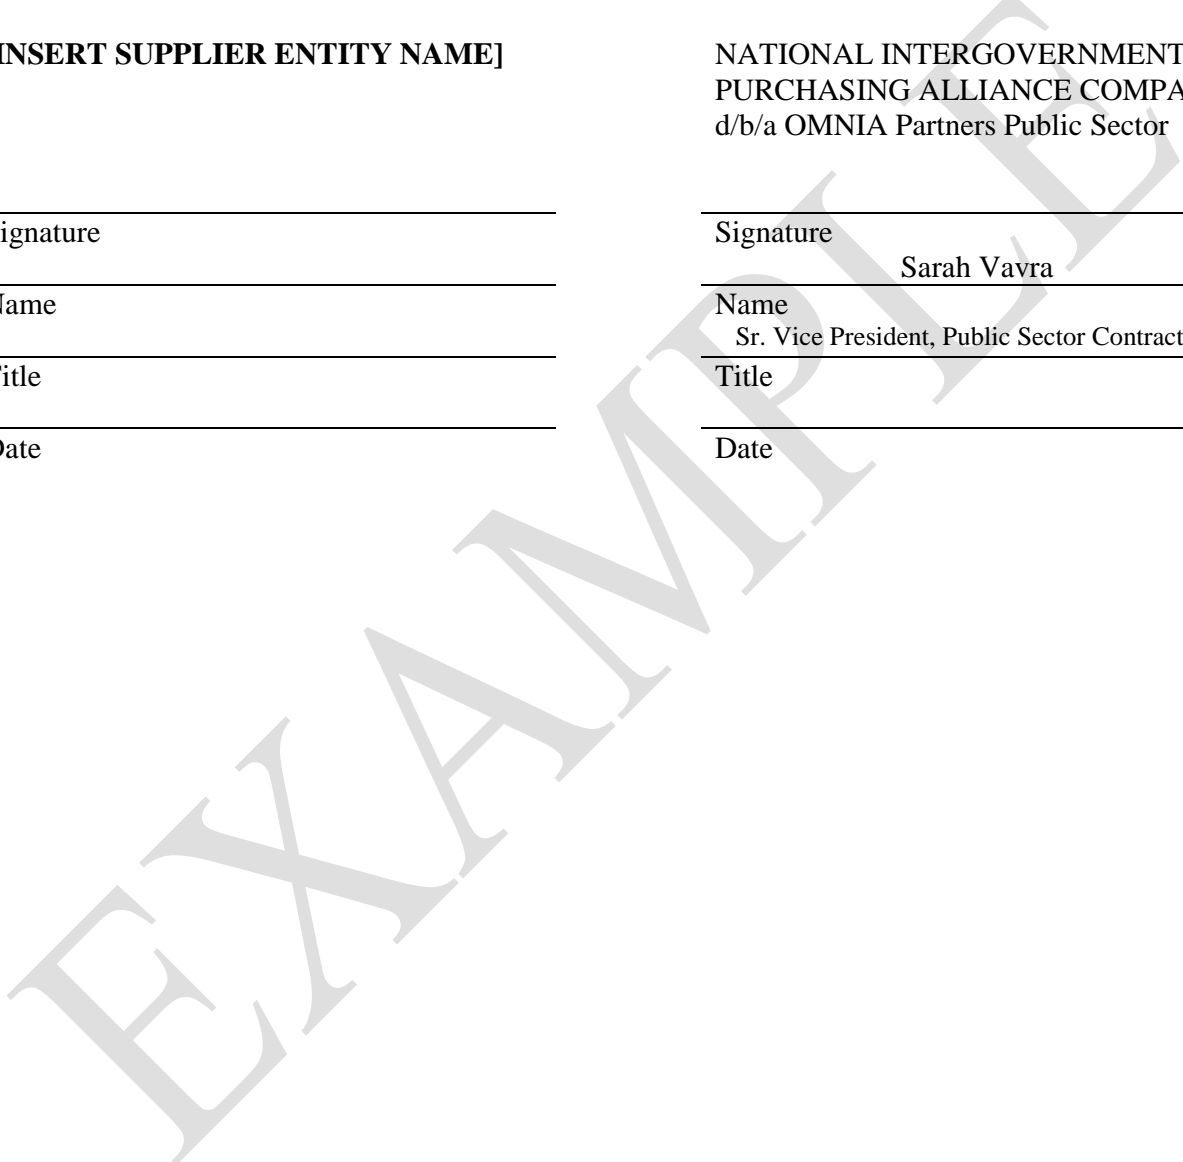 INSERT SUPPLIER ENTITY NAME]
ignature
Name
Title
Date
NATIONAL INTERGOVERNMENT
PURCHASING ALLIANCE COMPA
d/b/a OMNIA Partners Public Sector
Signature
Sarah Vavra
Name
Sr. Vice President, Public Sector Contract
Title
Date
EXAMPLE